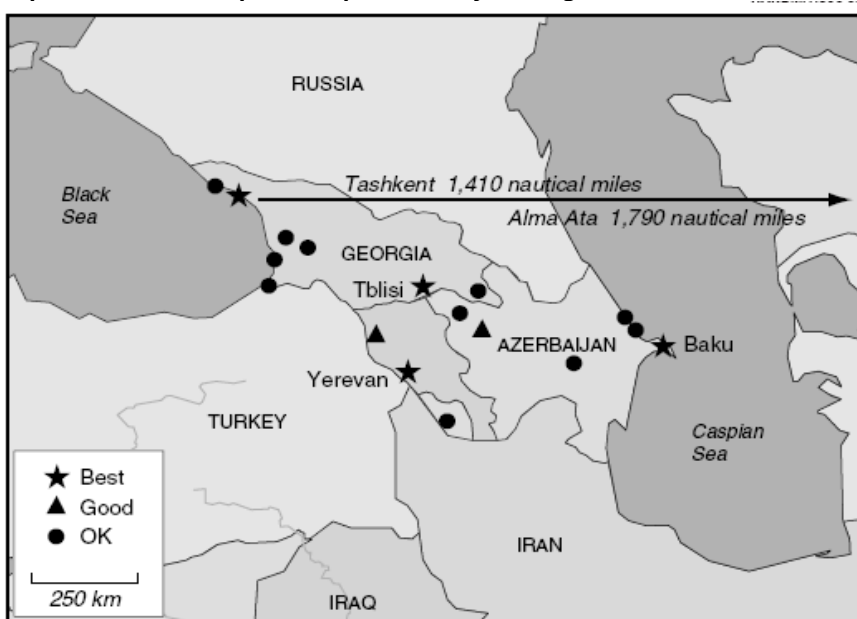 RUSSIA
Black
Sea
Tashkent 1,410 nautical miles
Alma Ata 1,790 nautical miles
GEORGIA
Tblisi
AZERBAIJAN
Baku
Yerevan
TURKEY
Caspian
Sea
Best
Good
OK
250 km
IRAN
IRAQ